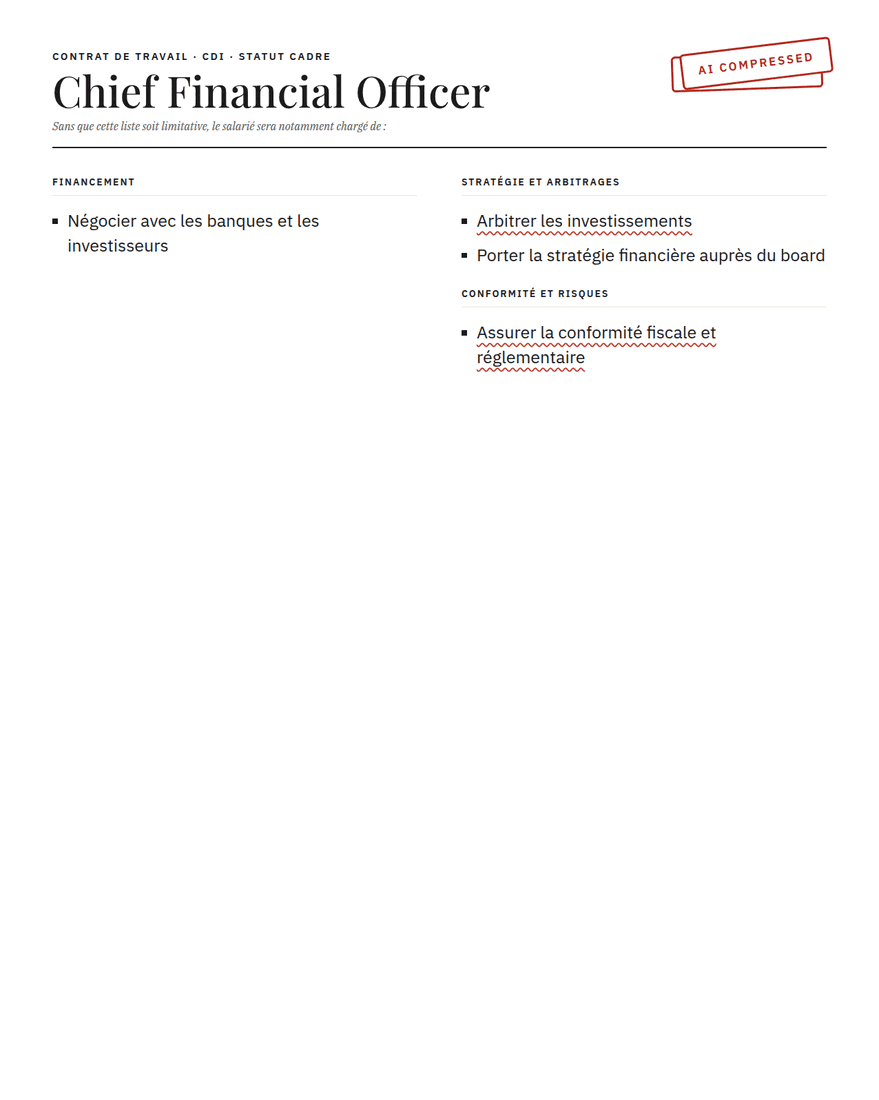 CONTRAT DE TRAVAIL · CDI · STATUT CADRE
Chief Financial Officer
Sans que cette liste soit limitative, le salarié sera notamment chargé de :
AI COMPRESSED
FINANCEMENT
Négocier avec les banques et les
investisseurs
STRATÉGIE ET ARBITRAGES
Arbitrer les investissements
Porter la stratégie financière auprès du board
CONFORMITÉ ET RISQUES
Assurer la conformité fiscale et
réglementaire